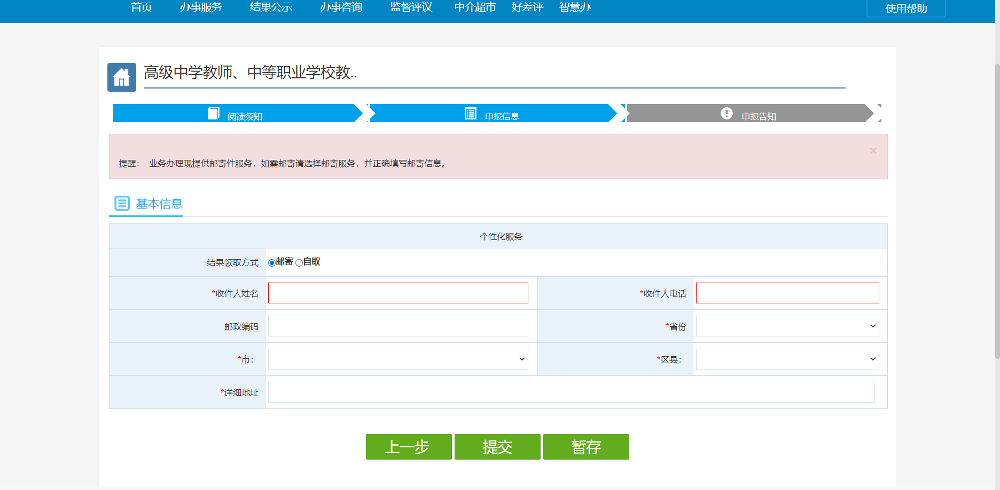 首页 办事服务 结果公示 办事咨询 监督评议 中介超市 好差评 智慧办 使用帮助
高级中学教师、中等职业学校教..
阅读须知 申报信息 申报告知
×
提醒： 业务办理现提供邮寄件服务，如需邮寄请选择邮寄服务，并正确填写邮寄信息。
基本信息
个性化服务
结果领取方式 邮寄 自取
*收件人姓名 *收件人电话
邮政编码 *省份
*市： *区县：
*详细地址
上一步 提交 暂存